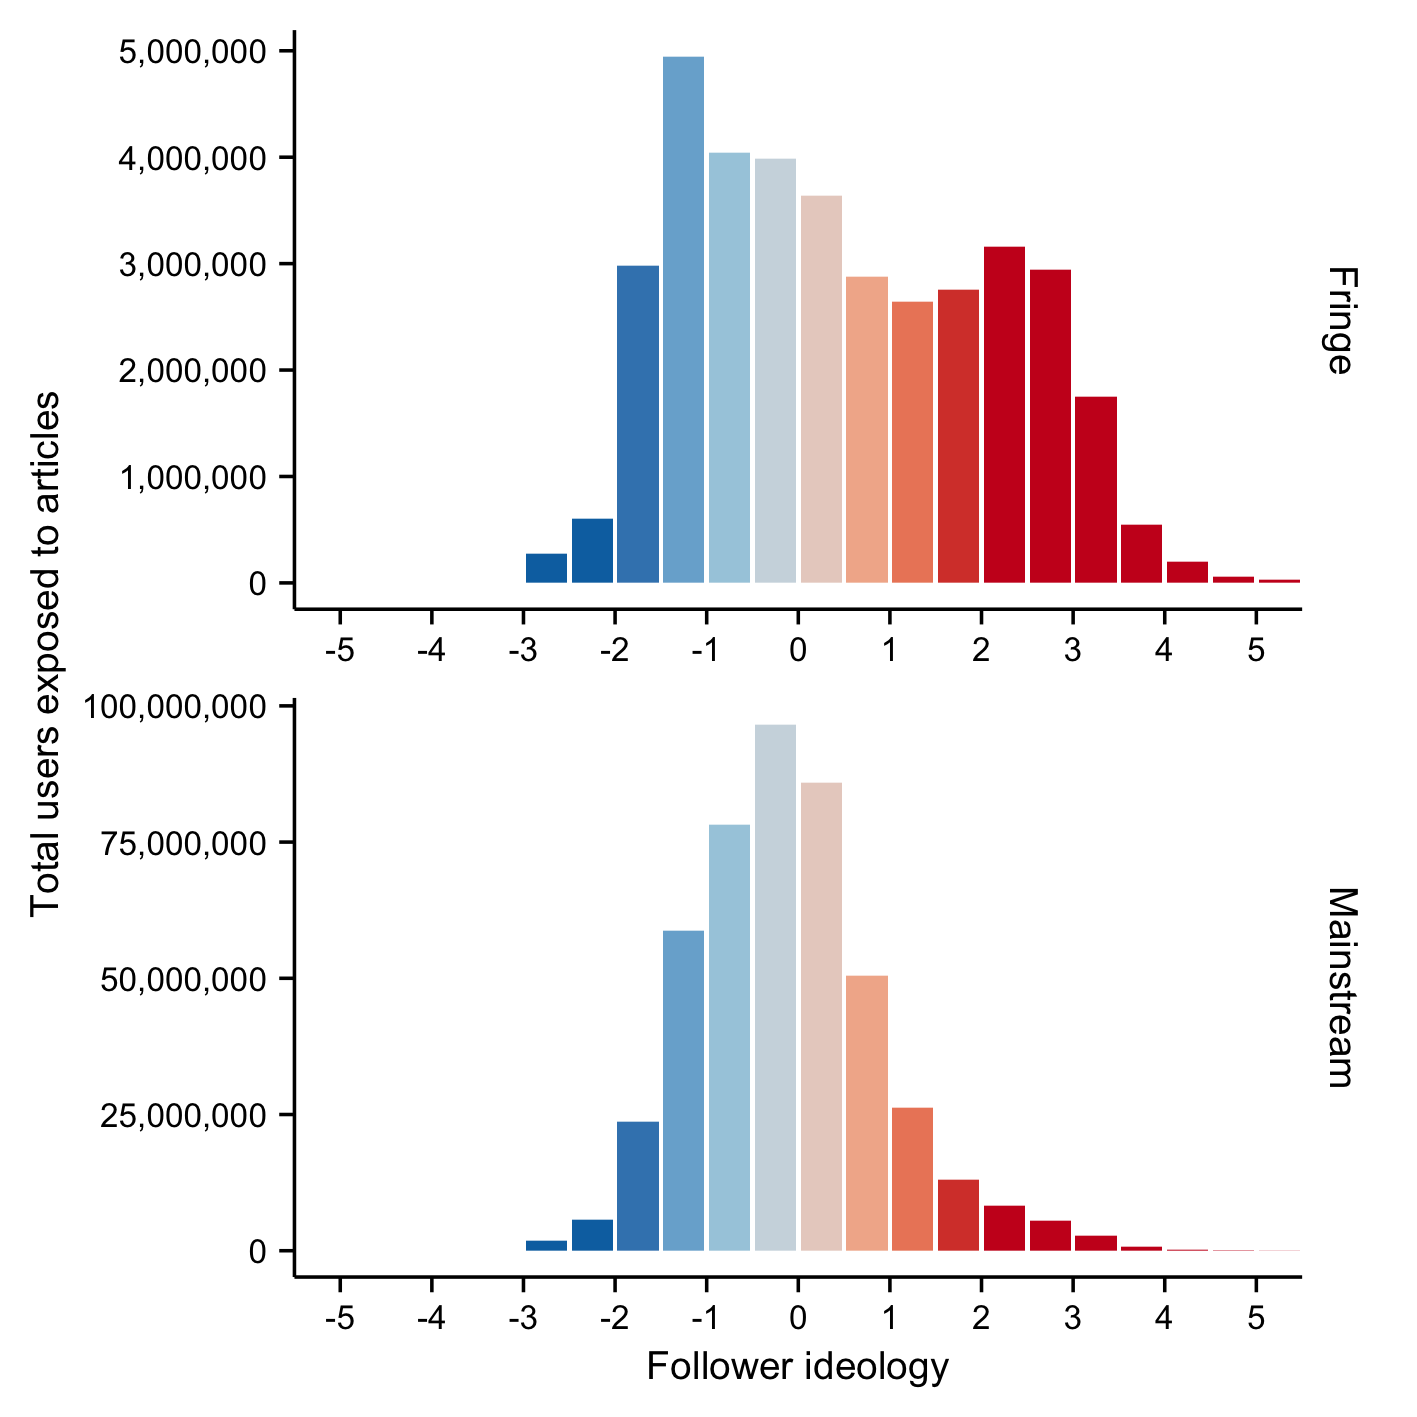 Total users exposed to articles
5,000,000
4,000,000
3,000,000
2,000,000
1,000,000
0
-5 -4 -3 -2 -1 0 1 2 3 4 5
Fringe
100,000,000
75,000,000
50,000,000
25,000,000
0
-5 -4 -3 -2 -1 0 1 2 3 4 5
Mainstream
Follower ideology